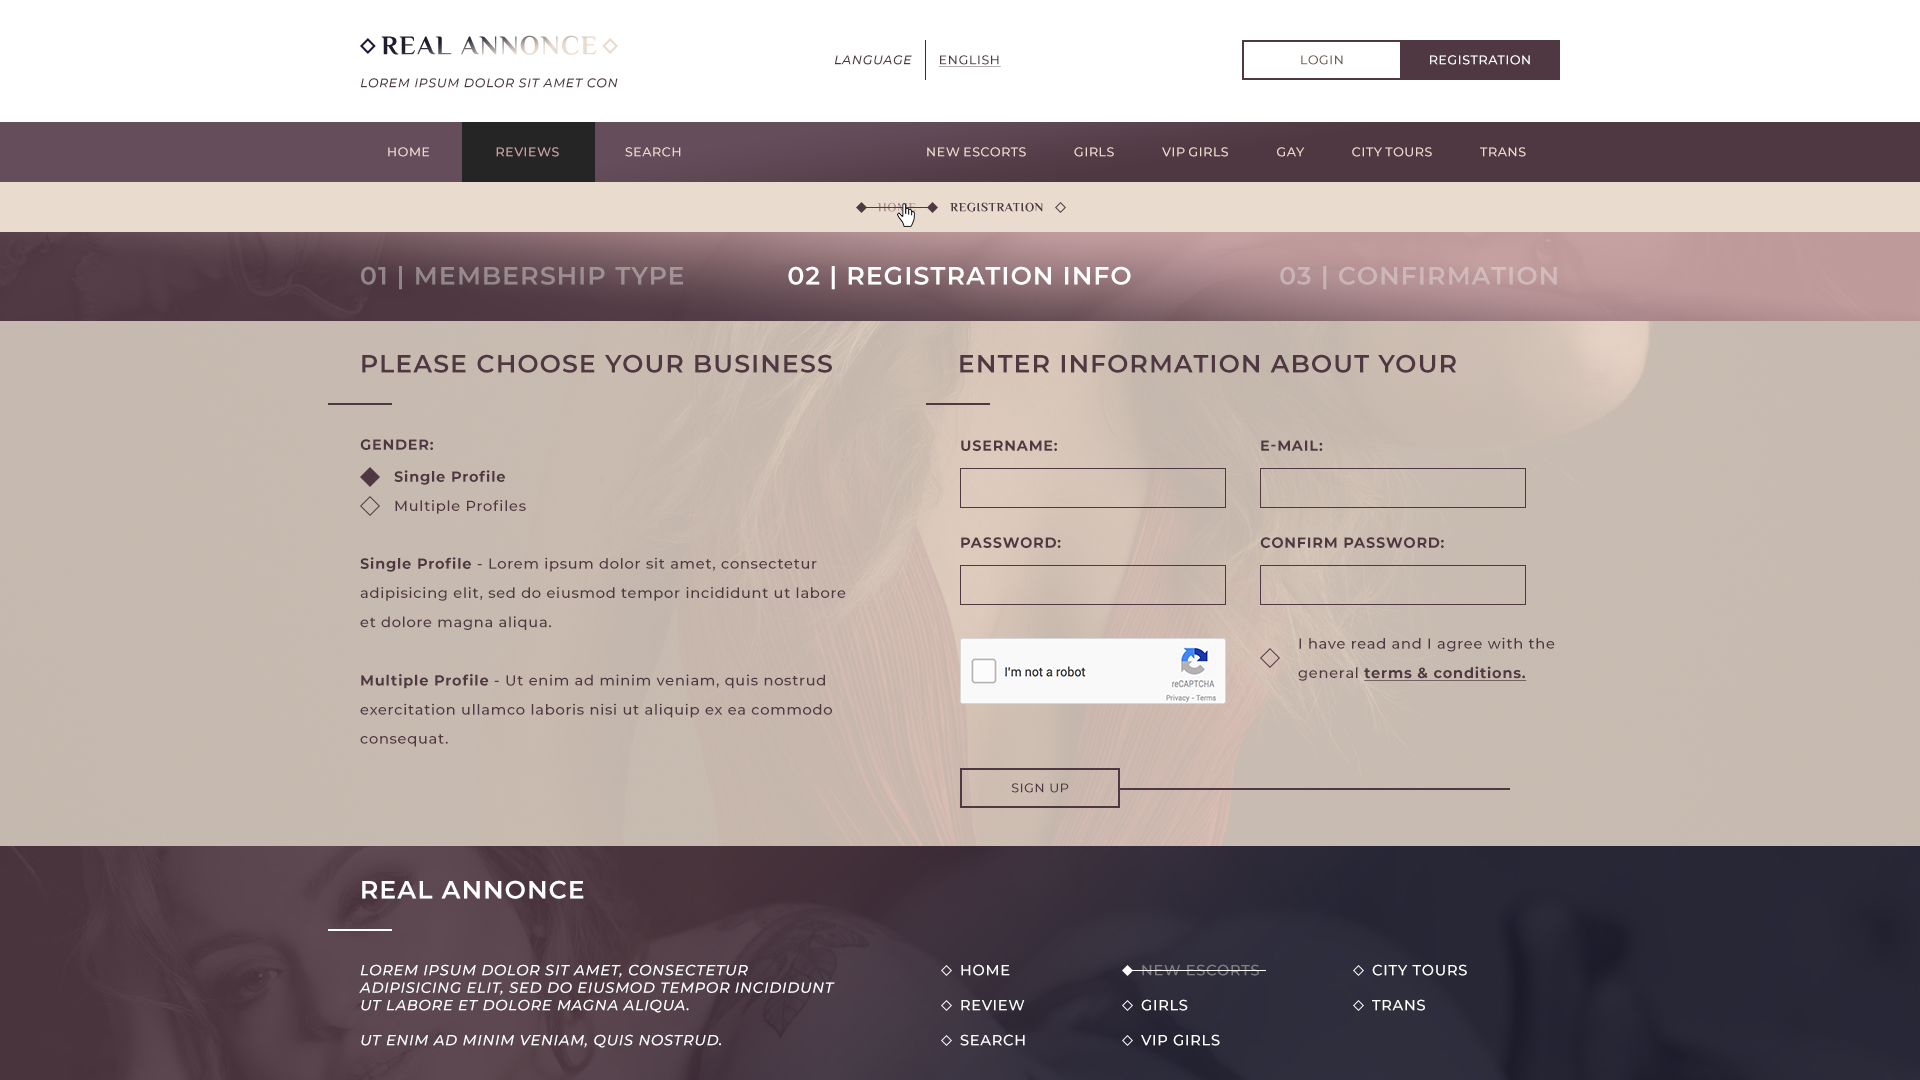 REAL ANNONCE
LOREM IPSUM DOLOR SIT AMET CON
LANGUAGE
ENGLISH
LOGIN
REGISTRATION
HOME
REVIEWS
SEARCH
NEW ESCORTS
GIRLS
VIP GIRLS
GAY
CITY TOURS
TRANS
HOME
REGISTRATION
01 | MEMBERSHIP TYPE
02 | REGISTRATION INFO
03 | CONFIRMATION
PLEASE CHOOSE YOUR BUSINESS
GENDER:
Single Profile
Multiple Profiles
Single Profile - Lorem ipsum dolor sit amet, consectetur
adipisicing elit, sed do eiusmod tempor incididunt ut labore
et dolore magna aliqua.
Multiple Profile - Ut enim ad minim veniam, quis nostrud
exercitation ullamco laboris nisi ut aliquip ex ea commodo
consequat.
ENTER INFORMATION ABOUT YOUR
USERNAME:
E-MAIL:
PASSWORD:
CONFIRM PASSWORD:
I'm not a robot
reCAPTCHA
Privacy - Terms
I have read and I agree with the
general terms & conditions.
SIGN UP
REAL ANNONCE
LOREM IPSUM DOLOR SIT AMET, CONSECTETUR
ADIPISICING ELIT, SED DO EIUSMOD TEMPOR INCIDIDUNT
UT LABORE ET DOLORE MAGNA ALIQUA.
UT ENIM AD MINIM VENIAM, QUIS NOSTRUD.
HOME
REVIEW
SEARCH
NEW ESCORTS
GIRLS
VIP GIRLS
CITY TOURS
TRANS